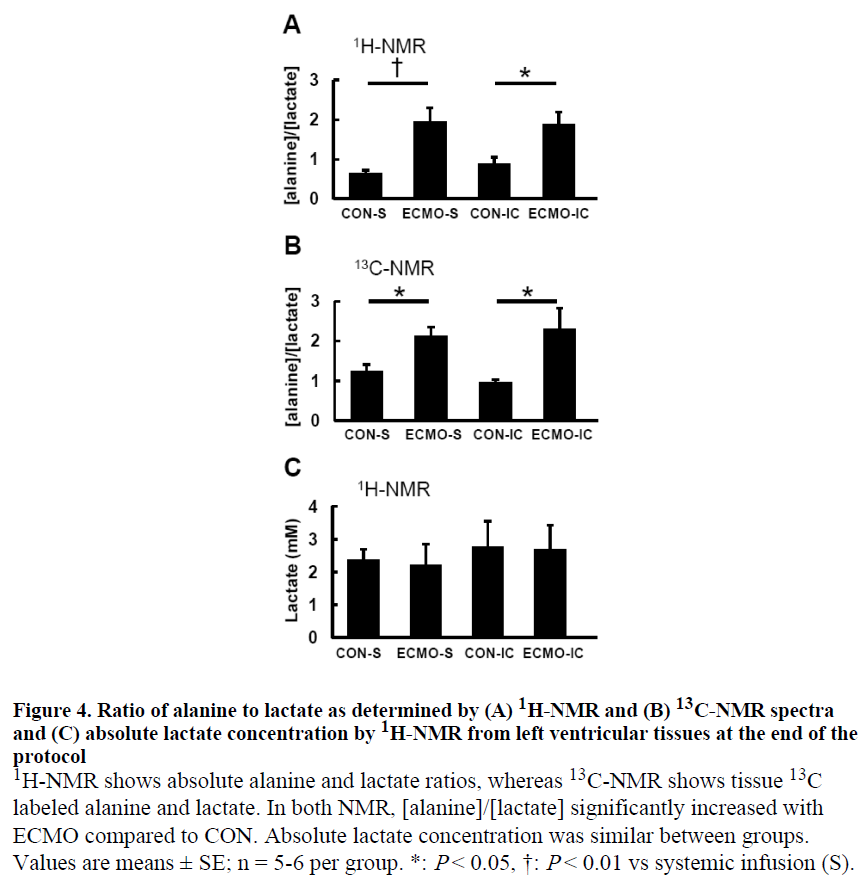 A
¹H-NMR
†
*
3
2
1
0
[alanine]/[lactate]
CON-S ECMO-S CON-IC ECMO-IC
B
¹³C-NMR
*
*
3
2
1
0
[alanine]/[lactate]
CON-S ECMO-S CON-IC ECMO-IC
C
¹H-NMR
4
3
2
1
0
Lactate (mM)
CON-S ECMO-S CON-IC ECMO-IC
Figure 4. Ratio of alanine to lactate as determined by (A) ¹H-NMR and (B) ¹³C-NMR spectra
and (C) absolute lactate concentration by ¹H-NMR from left ventricular tissues at the end of the
protocol
¹H-NMR shows absolute alanine and lactate ratios, whereas ¹³C-NMR shows tissue ¹³C
labeled alanine and lactate. In both NMR, [alanine]/[lactate] significantly increased with
ECMO compared to CON. Absolute lactate concentration was similar between groups.
Values are means ± SE; n = 5-6 per group. *: P < 0.05, †: P < 0.01 vs systemic infusion (S).